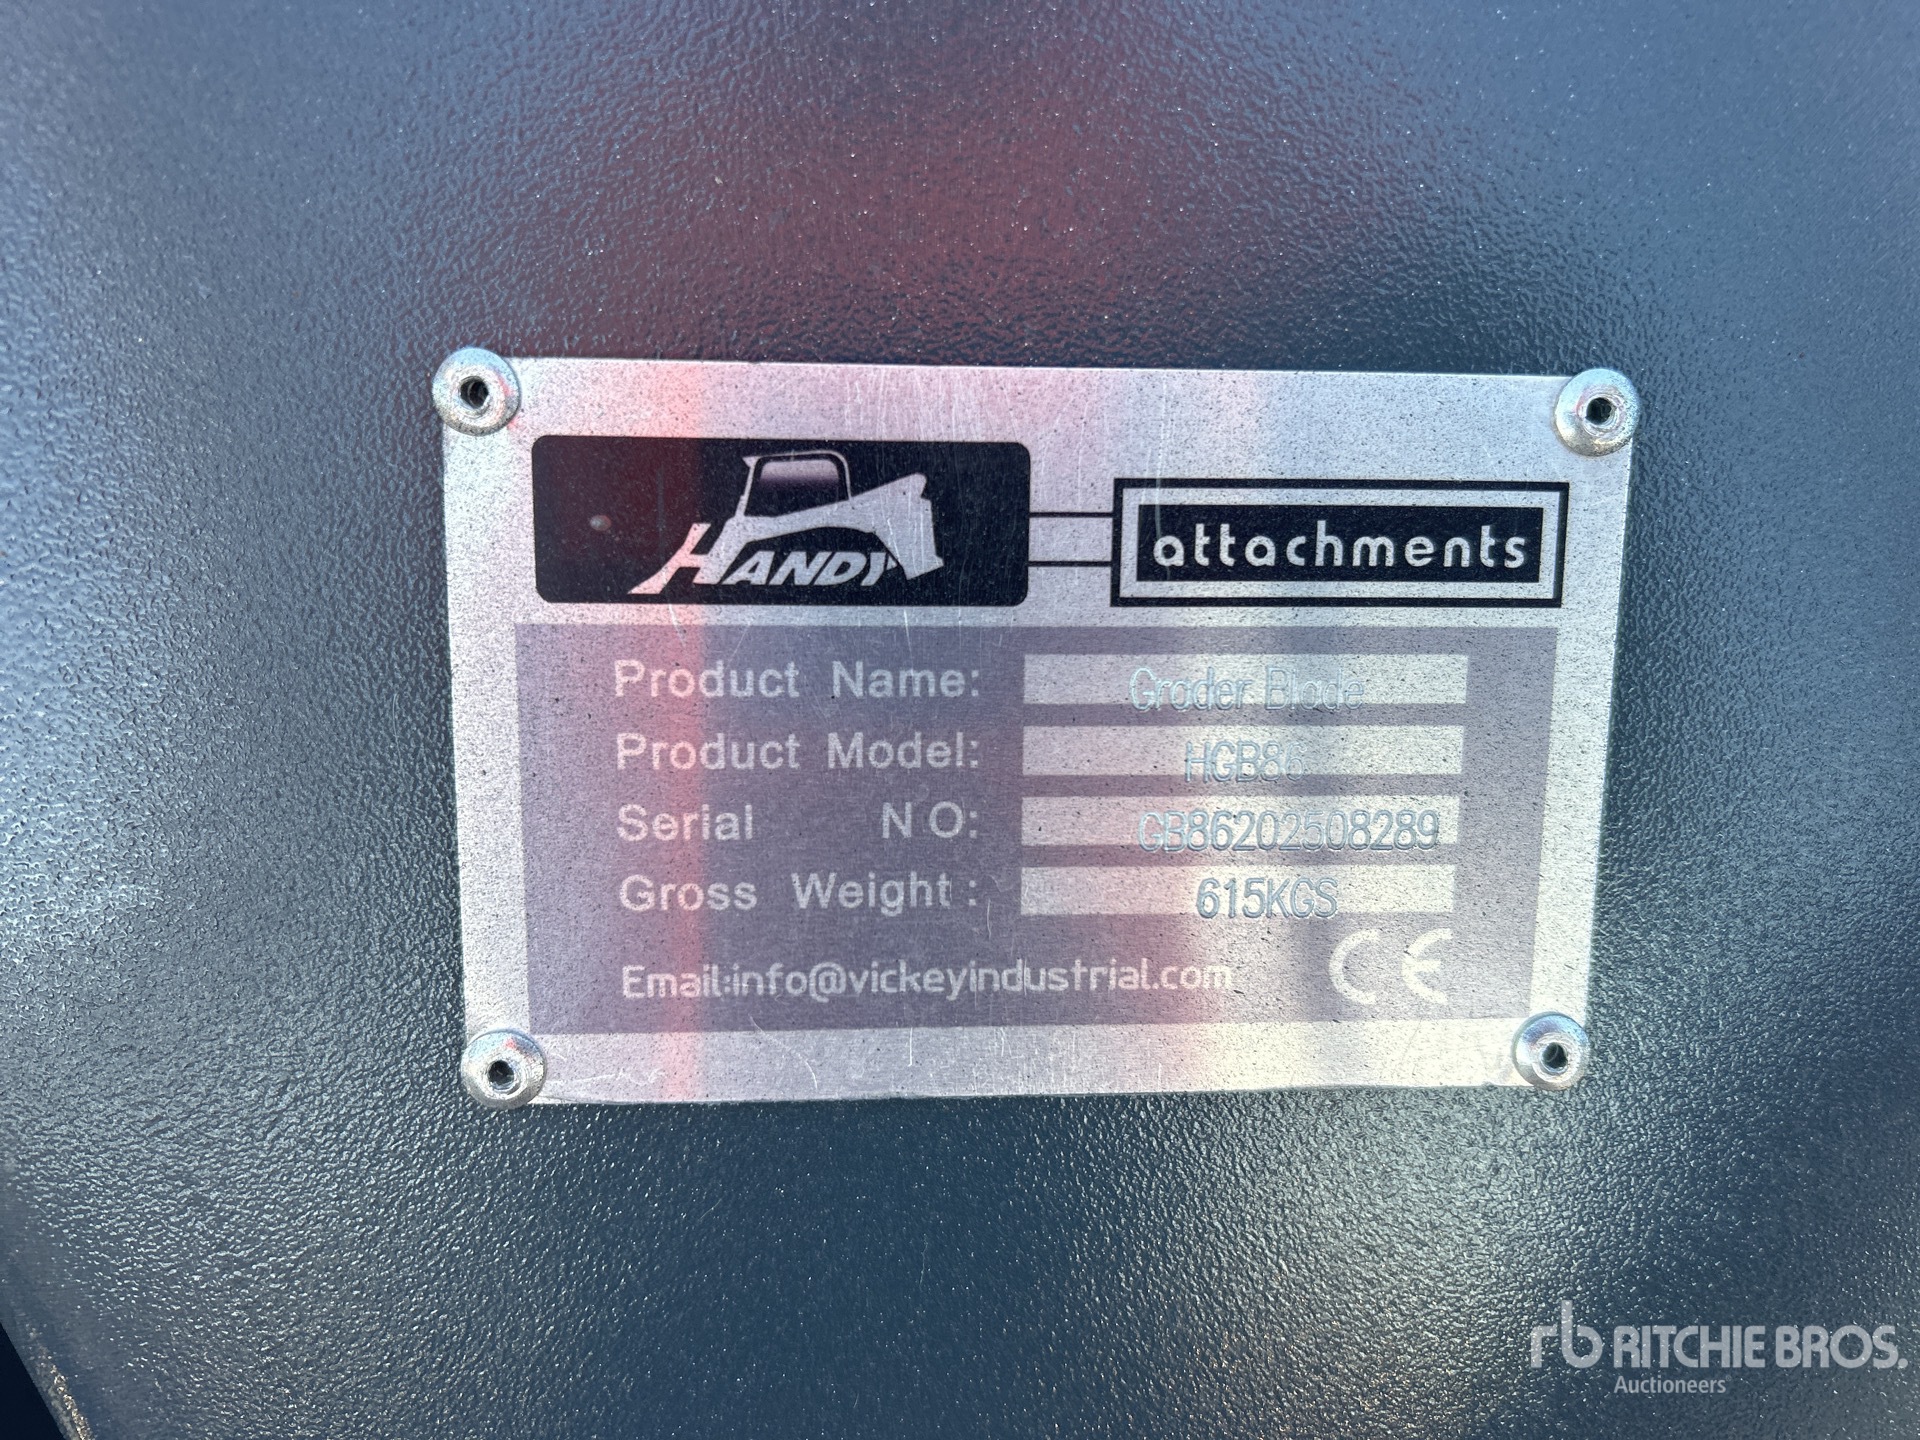 HANDY attachments
Product Name: Grader Blade
Product Model: HGB86
Serial NO: GB86202508289
Gross Weight: 615KGS
Email:info@vickeyindustrial.com CE
rb RITCHIE BROS.
Auctioneers